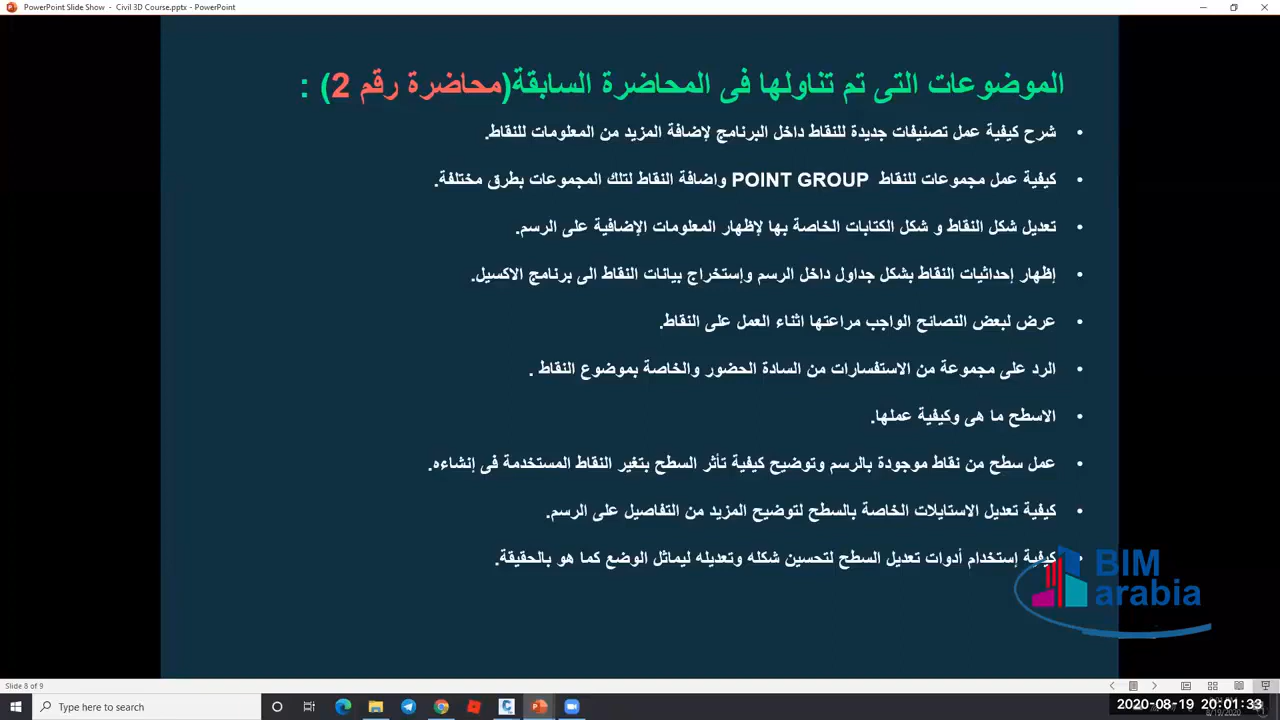 PowerPoint Slide Show - Civil 3D Course.pptx - PowerPoint
الموضوعات التى تم تناولها فى المحاضرة السابقة(محاضرة رقم 2) :
• شرح كيفية عمل تصنيفات جديدة للنقاط داخل البرنامج لإضافة المزيد من المعلومات للنقاط.
• كيفية عمل مجموعات للنقاط POINT GROUP واضافة النقاط لتلك المجموعات بطرق مختلفة.
• تعديل شكل النقاط و شكل الكتابات الخاصة بها لإظهار المعلومات الإضافية على الرسم.
• إظهار إحداثيات النقاط بشكل جداول داخل الرسم وإستخراج بيانات النقاط الى برنامج الاكسيل.
• عرض لبعض النصائح الواجب مراعتها اثناء العمل على النقاط.
• الرد على مجموعة من الاستفسارات من السادة الحضور والخاصة بموضوع النقاط .
• الاسطح ما هى وكيفية عملها.
• عمل سطح من نقاط موجودة بالرسم وتوضيح كيفية تأثر السطح بتغير النقاط المستخدمة فى إنشاءه.
• كيفية تعديل الاستايلات الخاصة بالسطح لتوضيح المزيد من التفاصيل على الرسم.
• كيفية إستخدام أدوات تعديل السطح لتحسين شكله وتعديله ليماثل الوضع كما هو بالحقيقة.
BIM
arabia
Slide 8 of 9
Type here to search
2020-08-19 20:01:33